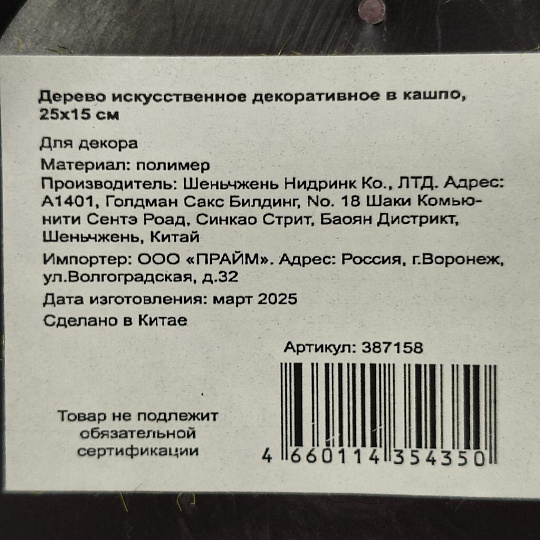 Дерево искусственное декоративное в кашпо,
25х15 см
Для декора
Материал: полимер
Производитель: Шеньчжень Нидринк Ко., ЛТД. Адрес:
А1401, Голдман Сакс Билдинг, No. 18 Шаки Комью-
нити Сентэ Роад, Синкао Стрит, Баоян Дистрикт,
Шеньчжень, Китай
Импортер: ООО «ПРАЙМ». Адрес: Россия, г.Воронеж,
ул.Волгоградская, д.32
Дата изготовления: март 2025
Сделано в Китае
Артикул: 387158
Товар не подлежит
обязательной
сертификации
4 660114 354350